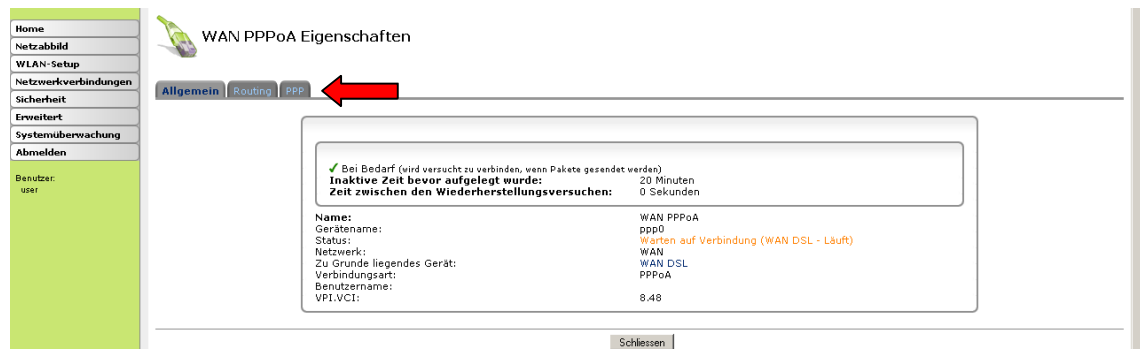 Home
Netzabbild
WLAN-Setup
Netzwerkverbindungen
Sicherheit
Erweitert
Systemüberwachung
Abmelden
Benutzer:
user
WAN PPPoA Eigenschaften
Allgemein Routing PPP
Bei Bedarf (wird versucht zu verbinden, wenn Pakete gesendet werden)
Inaktive Zeit bevor aufgelegt wurde: 20 Minuten
Zeit zwischen den Wiederherstellungsversuchen: 0 Sekunden
Name: WAN PPPoA
Gerätename: ppp0
Status: Warten auf Verbindung (WAN DSL - Läuft)
Netzwerk: WAN
Zu Grunde liegendes Gerät: WAN DSL
Verbindungsart: PPPoA
Benutzername:
VPI.VCI: 8.48
Schliessen